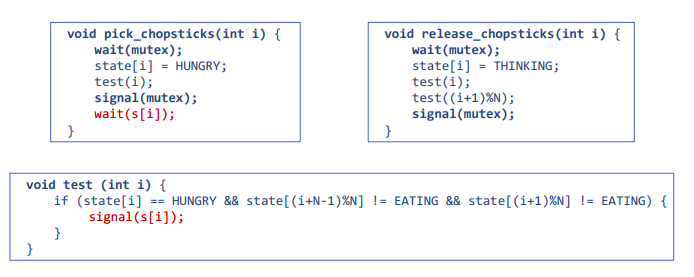 void pick_chopsticks(int i) {
wait(mutex);
state[i] = HUNGRY;
test(i);
signal(mutex);
wait(s[i]);
}
void release_chopsticks(int i) {
wait(mutex);
state[i] = THINKING;
test(i);
test((i+1)%N);
signal(mutex);
}
void test (int i) {
if (state[i] == HUNGRY && state[(i+N-1)%N] != EATING && state[(i+1)%N] != EATING) {
signal(s[i]);
}
}